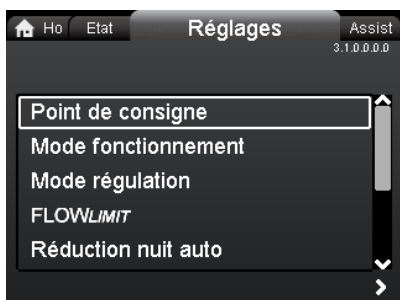 Ho Etat Réglages Assist
3.1.0.0.0.0
Point de consigne
Mode fonctionnement
Mode régulation
FLOWLIMIT
Réduction nuit auto